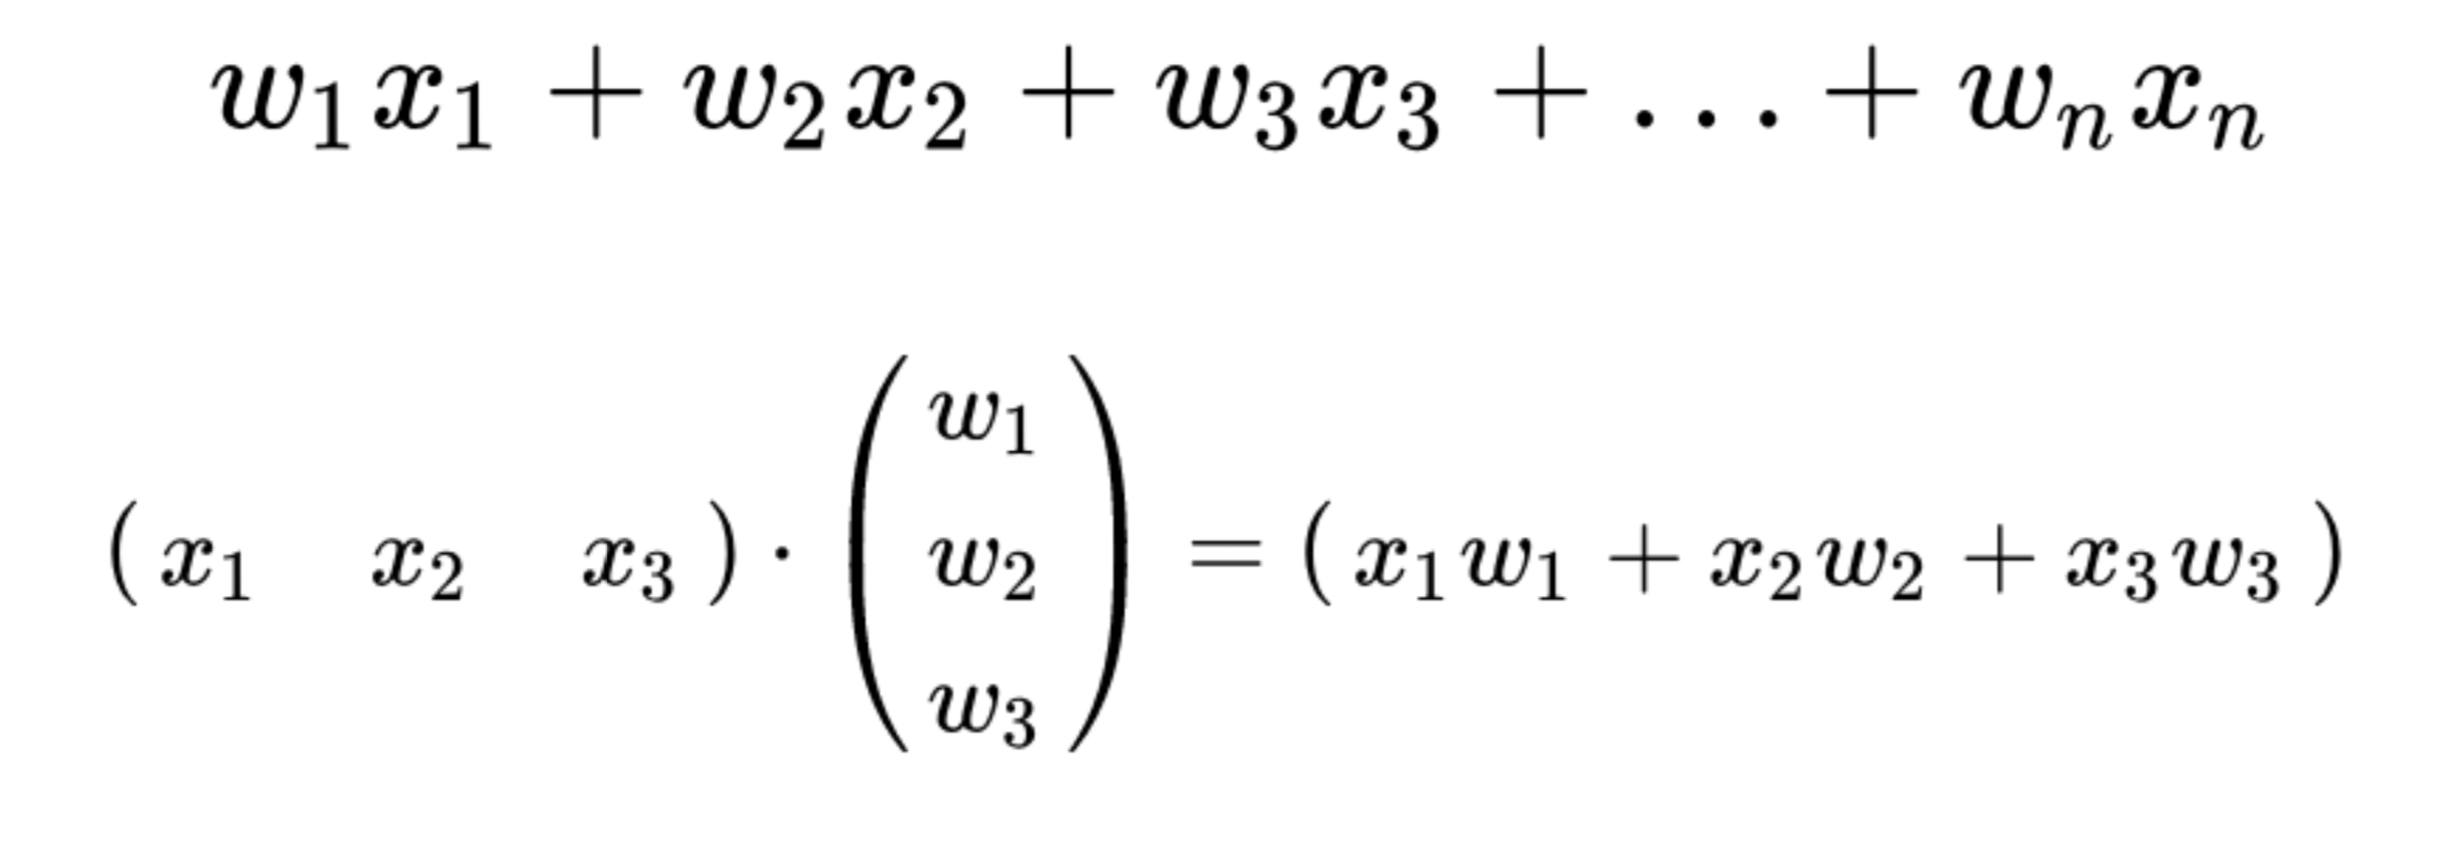 w₁x₁ + w₂x₂ + w₃x₃ + . . . + wₙxₙ
( x₁ x₂ x₃ ) · ( w₁ w₂ w₃ ) = ( x₁w₁ + x₂w₂ + x₃w₃ )